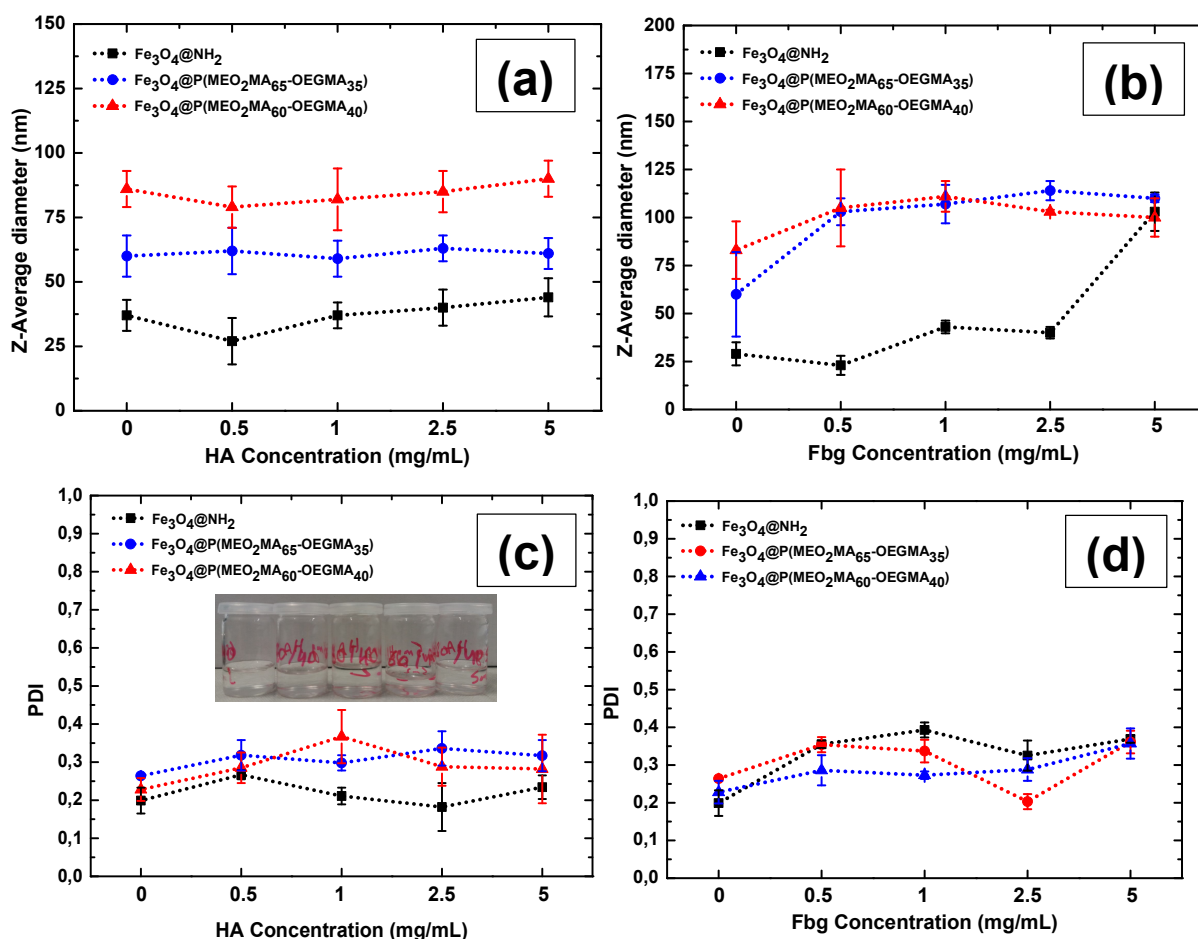 (a)
Fe3O4@NH2
Fe3O4@P(MEO2MA65-OEGMA35)
Fe3O4@P(MEO2MA60-OEGMA40)
150
125
100
75
50
25
0
Z-Average diameter (nm)
0 0.5 1 2.5 5
HA Concentration (mg/mL)
(b)
Fe3O4@NH2
Fe3O4@P(MEO2MA65-OEGMA35)
Fe3O4@P(MEO2MA60-OEGMA40)
200
175
150
125
100
75
50
25
0
Z-Average diameter (nm)
0 0.5 1 2.5 5
Fbg Concentration (mg/mL)
(c)
Fe3O4@NH2
Fe3O4@P(MEO2MA65-OEGMA35)
Fe3O4@P(MEO2MA60-OEGMA40)
1,0
0,9
0,8
0,7
0,6
0,5
0,4
0,3
0,2
0,1
0,0
PDI
0 0.5 1 2.5 5
HA Concentration (mg/mL)
(d)
Fe3O4@NH2
Fe3O4@P(MEO2MA65-OEGMA35)
Fe3O4@P(MEO2MA60-OEGMA40)
1,0
0,9
0,8
0,7
0,6
0,5
0,4
0,3
0,2
0,1
0,0
PDI
0 0.5 1 2.5 5
Fbg Concentration (mg/mL)